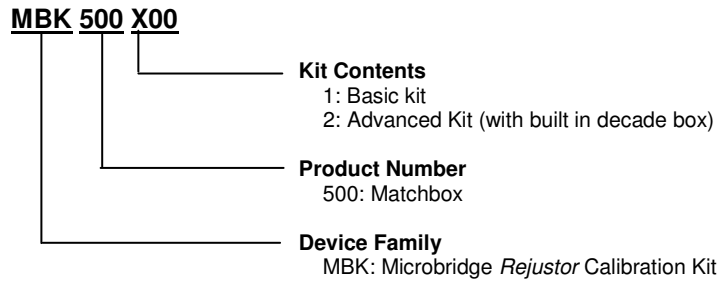 MBK 500 X00
Kit Contents
1: Basic kit
2: Advanced Kit (with built in decade box)
Product Number
500: Matchbox
Device Family
MBK: Microbridge Rejustor Calibration Kit